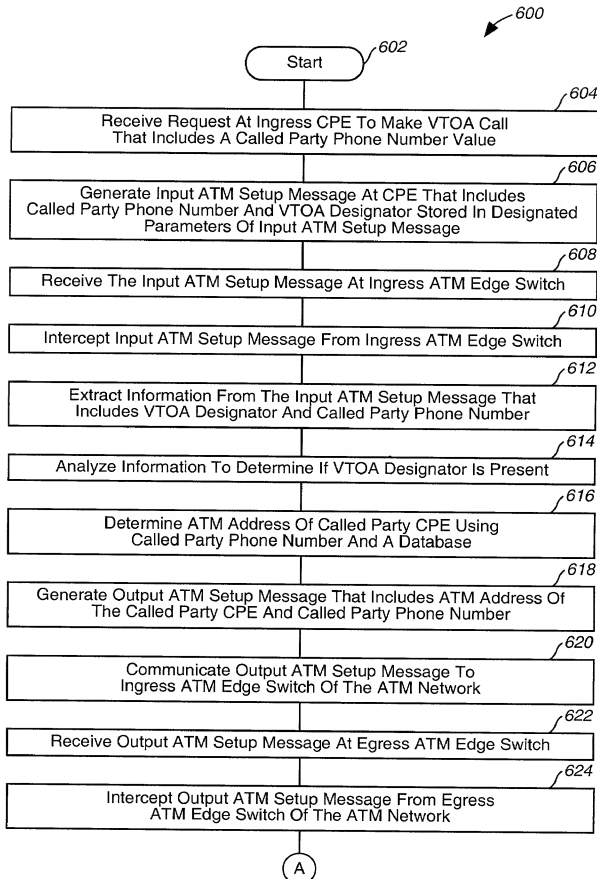 600
602
Start
604
Receive Request At Ingress CPE To Make VTOA Call
That Includes A Called Party Phone Number Value
606
Generate Input ATM Setup Message At CPE That Includes
Called Party Phone Number And VTOA Designator Stored In Designated
Parameters Of Input ATM Setup Message
608
Receive The Input ATM Setup Message At Ingress ATM Edge Switch
610
Intercept Input ATM Setup Message From Ingress ATM Edge Switch
612
Extract Information From The Input ATM Setup Message That
Includes VTOA Designator And Called Party Phone Number
614
Analyze Information To Determine If VTOA Designator Is Present
616
Determine ATM Address Of Called Party CPE Using
Called Party Phone Number And A Database
618
Generate Output ATM Setup Message That Includes ATM Address Of
The Called Party CPE And Called Party Phone Number
620
Communicate Output ATM Setup Message To
Ingress ATM Edge Switch Of The ATM Network
622
Receive Output ATM Setup Message At Egress ATM Edge Switch
624
Intercept Output ATM Setup Message From Egress
ATM Edge Switch Of The ATM Network
A